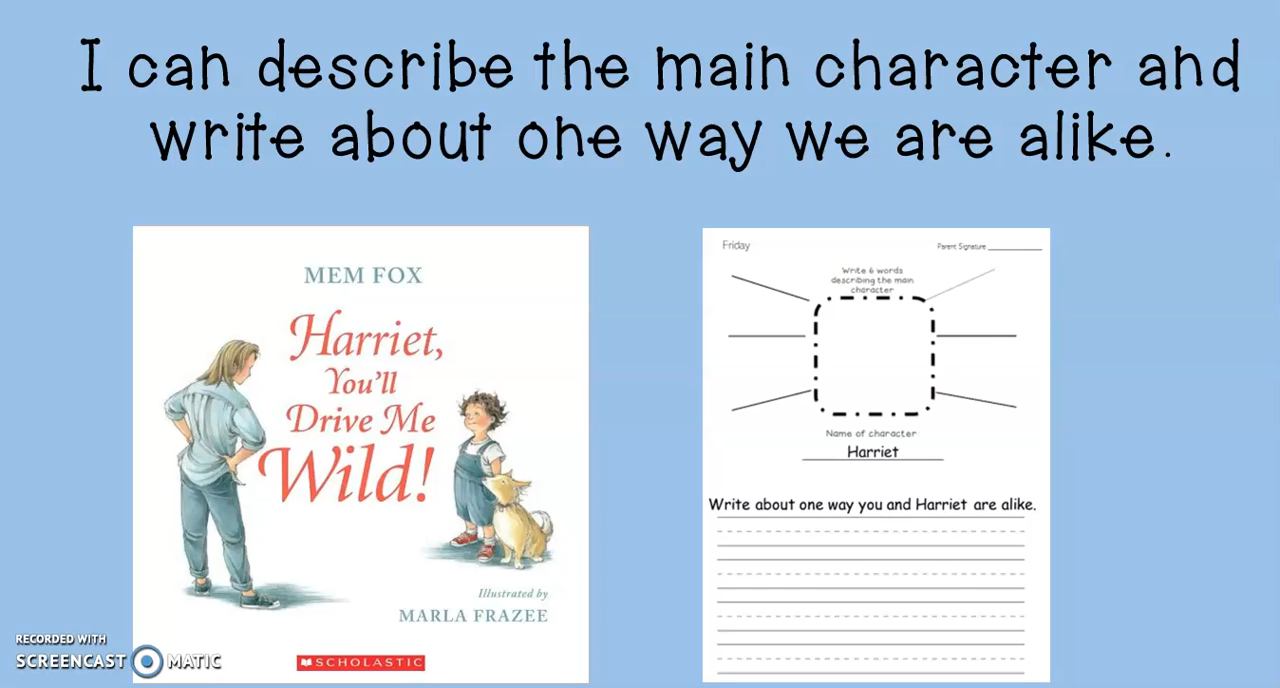 I can describe the main character and
write about one way we are alike.
MEM FOX
Harriet,
You'll
Drive Me
Wild!
Illustrated by
MARLA FRAZEE
SCHOLASTIC
Friday
Parent Signature ____________
Write 6 words
describing the main
character
Name of character
Harriet
Write about one way you and Harriet are alike.
RECORDED WITH
SCREENCAST MATIC